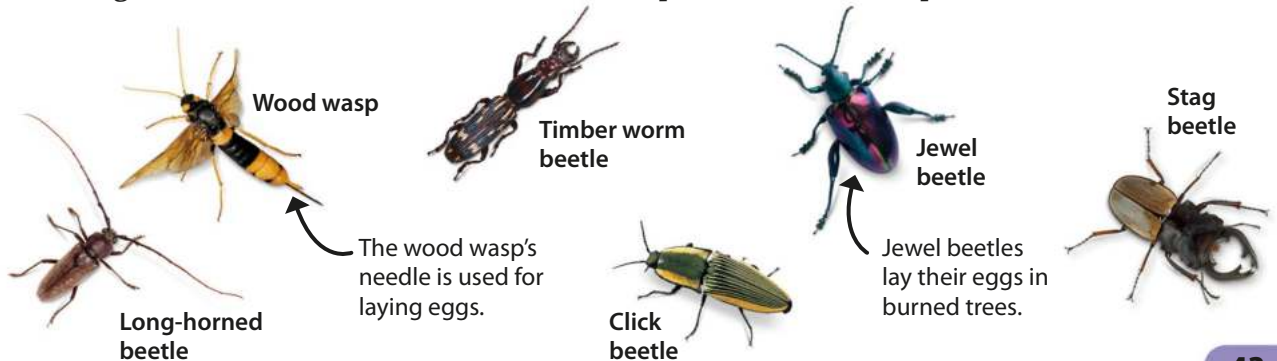 Wood wasp
Timber worm
beetle
Jewel
beetle
Stag
beetle
The wood wasp's
needle is used for
laying eggs.
Jewel beetles
lay their eggs in
burned trees.
Long-horned
beetle
Click
beetle